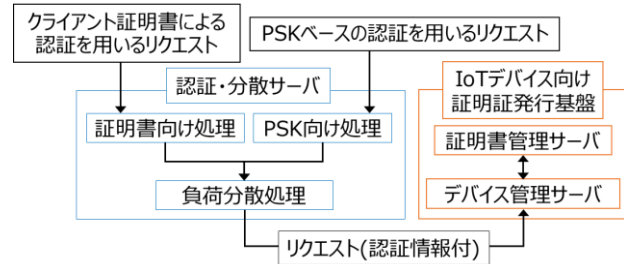 クライアント証明書による
認証を用いるリクエスト
PSKベースの認証を用いるリクエスト
認証・分散サーバ
証明書向け処理
PSK向け処理
負荷分散処理
IoTデバイス向け
証明証発行基盤
証明書管理サーバ
デバイス管理サーバ
リクエスト(認証情報付)